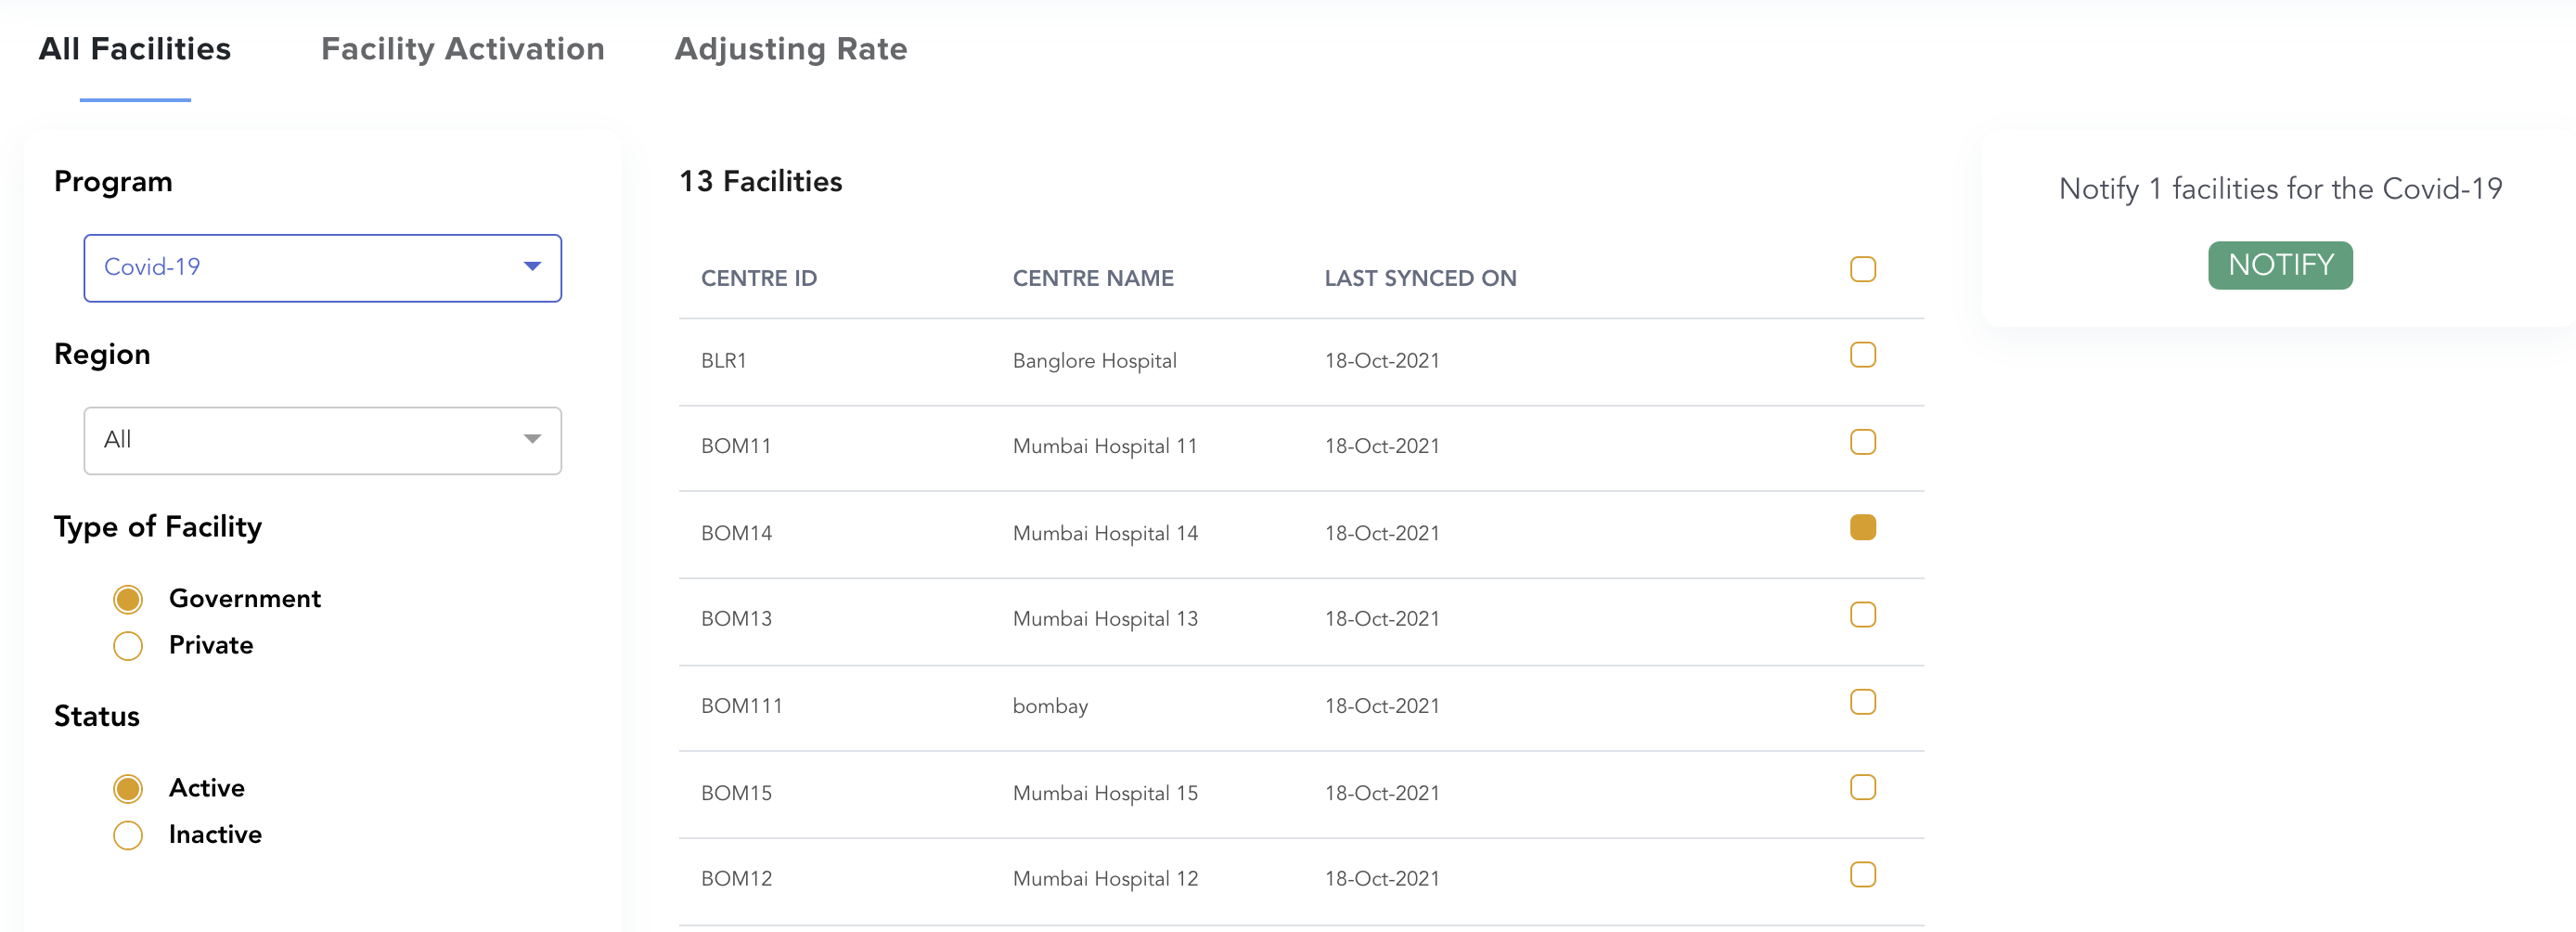 All Facilities Facility Activation Adjusting Rate
Program
Covid-19
Region
All
Type of Facility
Government
Private
Status
Active
Inactive
13 Facilities
CENTRE ID CENTRE NAME LAST SYNCED ON
BLR1 Banglore Hospital 18-Oct-2021
BOM11 Mumbai Hospital 11 18-Oct-2021
BOM14 Mumbai Hospital 14 18-Oct-2021
BOM13 Mumbai Hospital 13 18-Oct-2021
BOM111 bombay 18-Oct-2021
BOM15 Mumbai Hospital 15 18-Oct-2021
BOM12 Mumbai Hospital 12 18-Oct-2021
Notify 1 facilities for the Covid-19
NOTIFY